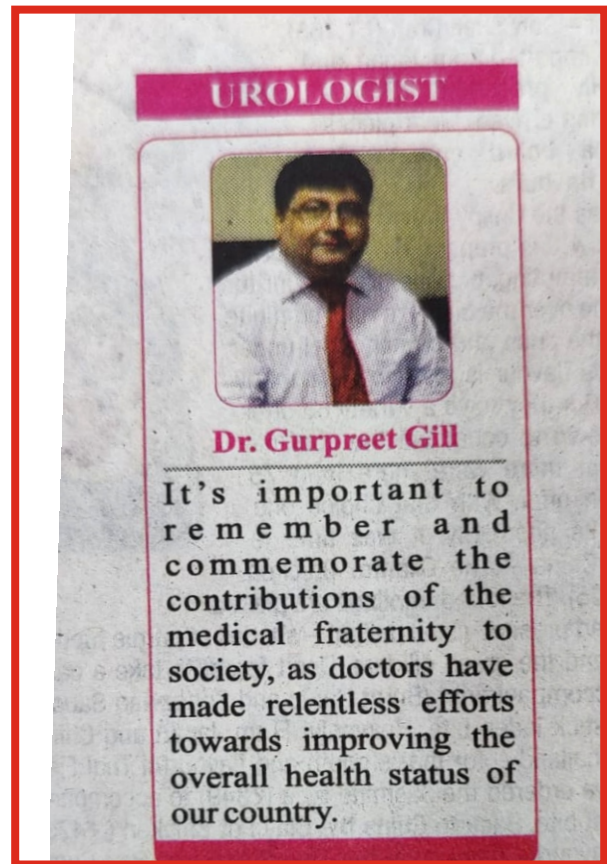 UROLOGIST
Dr. Gurpreet Gill
It's important to
remember and
commemorate the
contributions of the
medical fraternity to
society, as doctors have
made relentless efforts
towards improving the
overall health status of
our country.